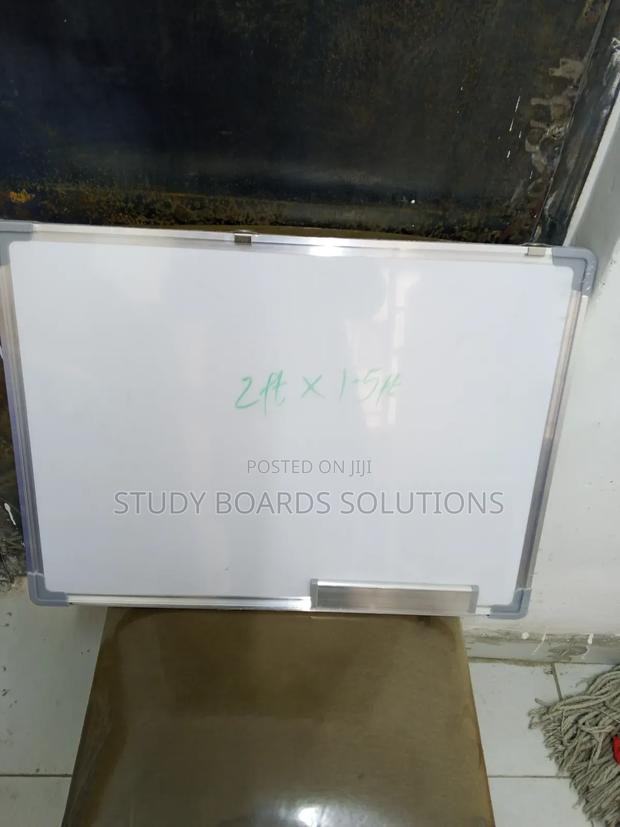 2ft x 1.5ft
POSTED ON JIJI
STUDY BOARDS SOLUTIONS